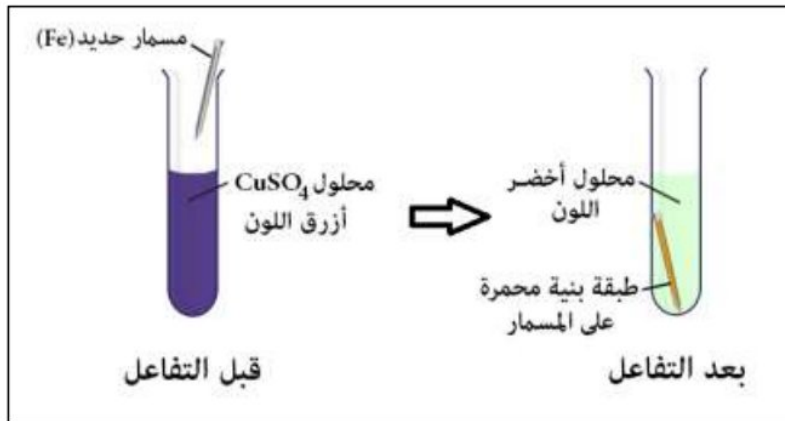 مسمار حديد (Fe)
محلول CuSO₄
أزرق اللون
قبل التفاعل
محلول أخضر
اللون
طبقة بنية محمرة
على المسمار
بعد التفاعل